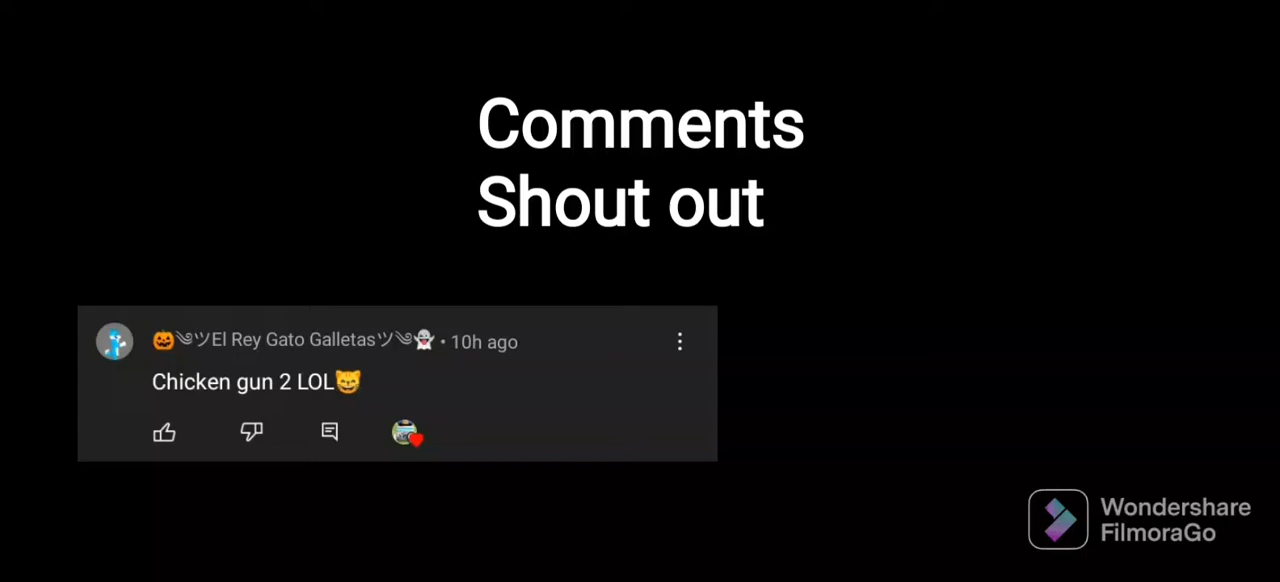 Comments
Shout out
🎃༄ツEl Rey Gato Galletasツ༄👻 • 10h ago
Chicken gun 2 LOL😸
Wondershare
FilmoraGo